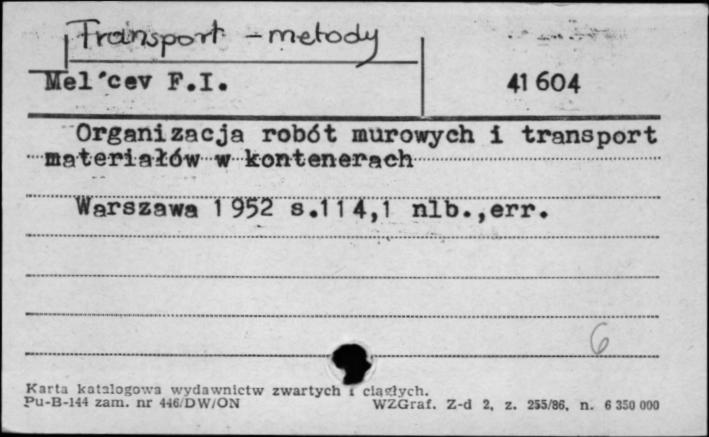 Transport - metody
Mel'cev F.I.
41 604
Organizacja robót murowych i transport
materiałów w kontenerach
Warszawa 1952 s.114,1 nlb.,err.
6
Karta katalogowa wydawnictw zwartych i ciągłych.
Pu-B-144 zam. nr 446/DW/ON
WZGraf. Z-d 2, z. 255/86, n. 6 350 000